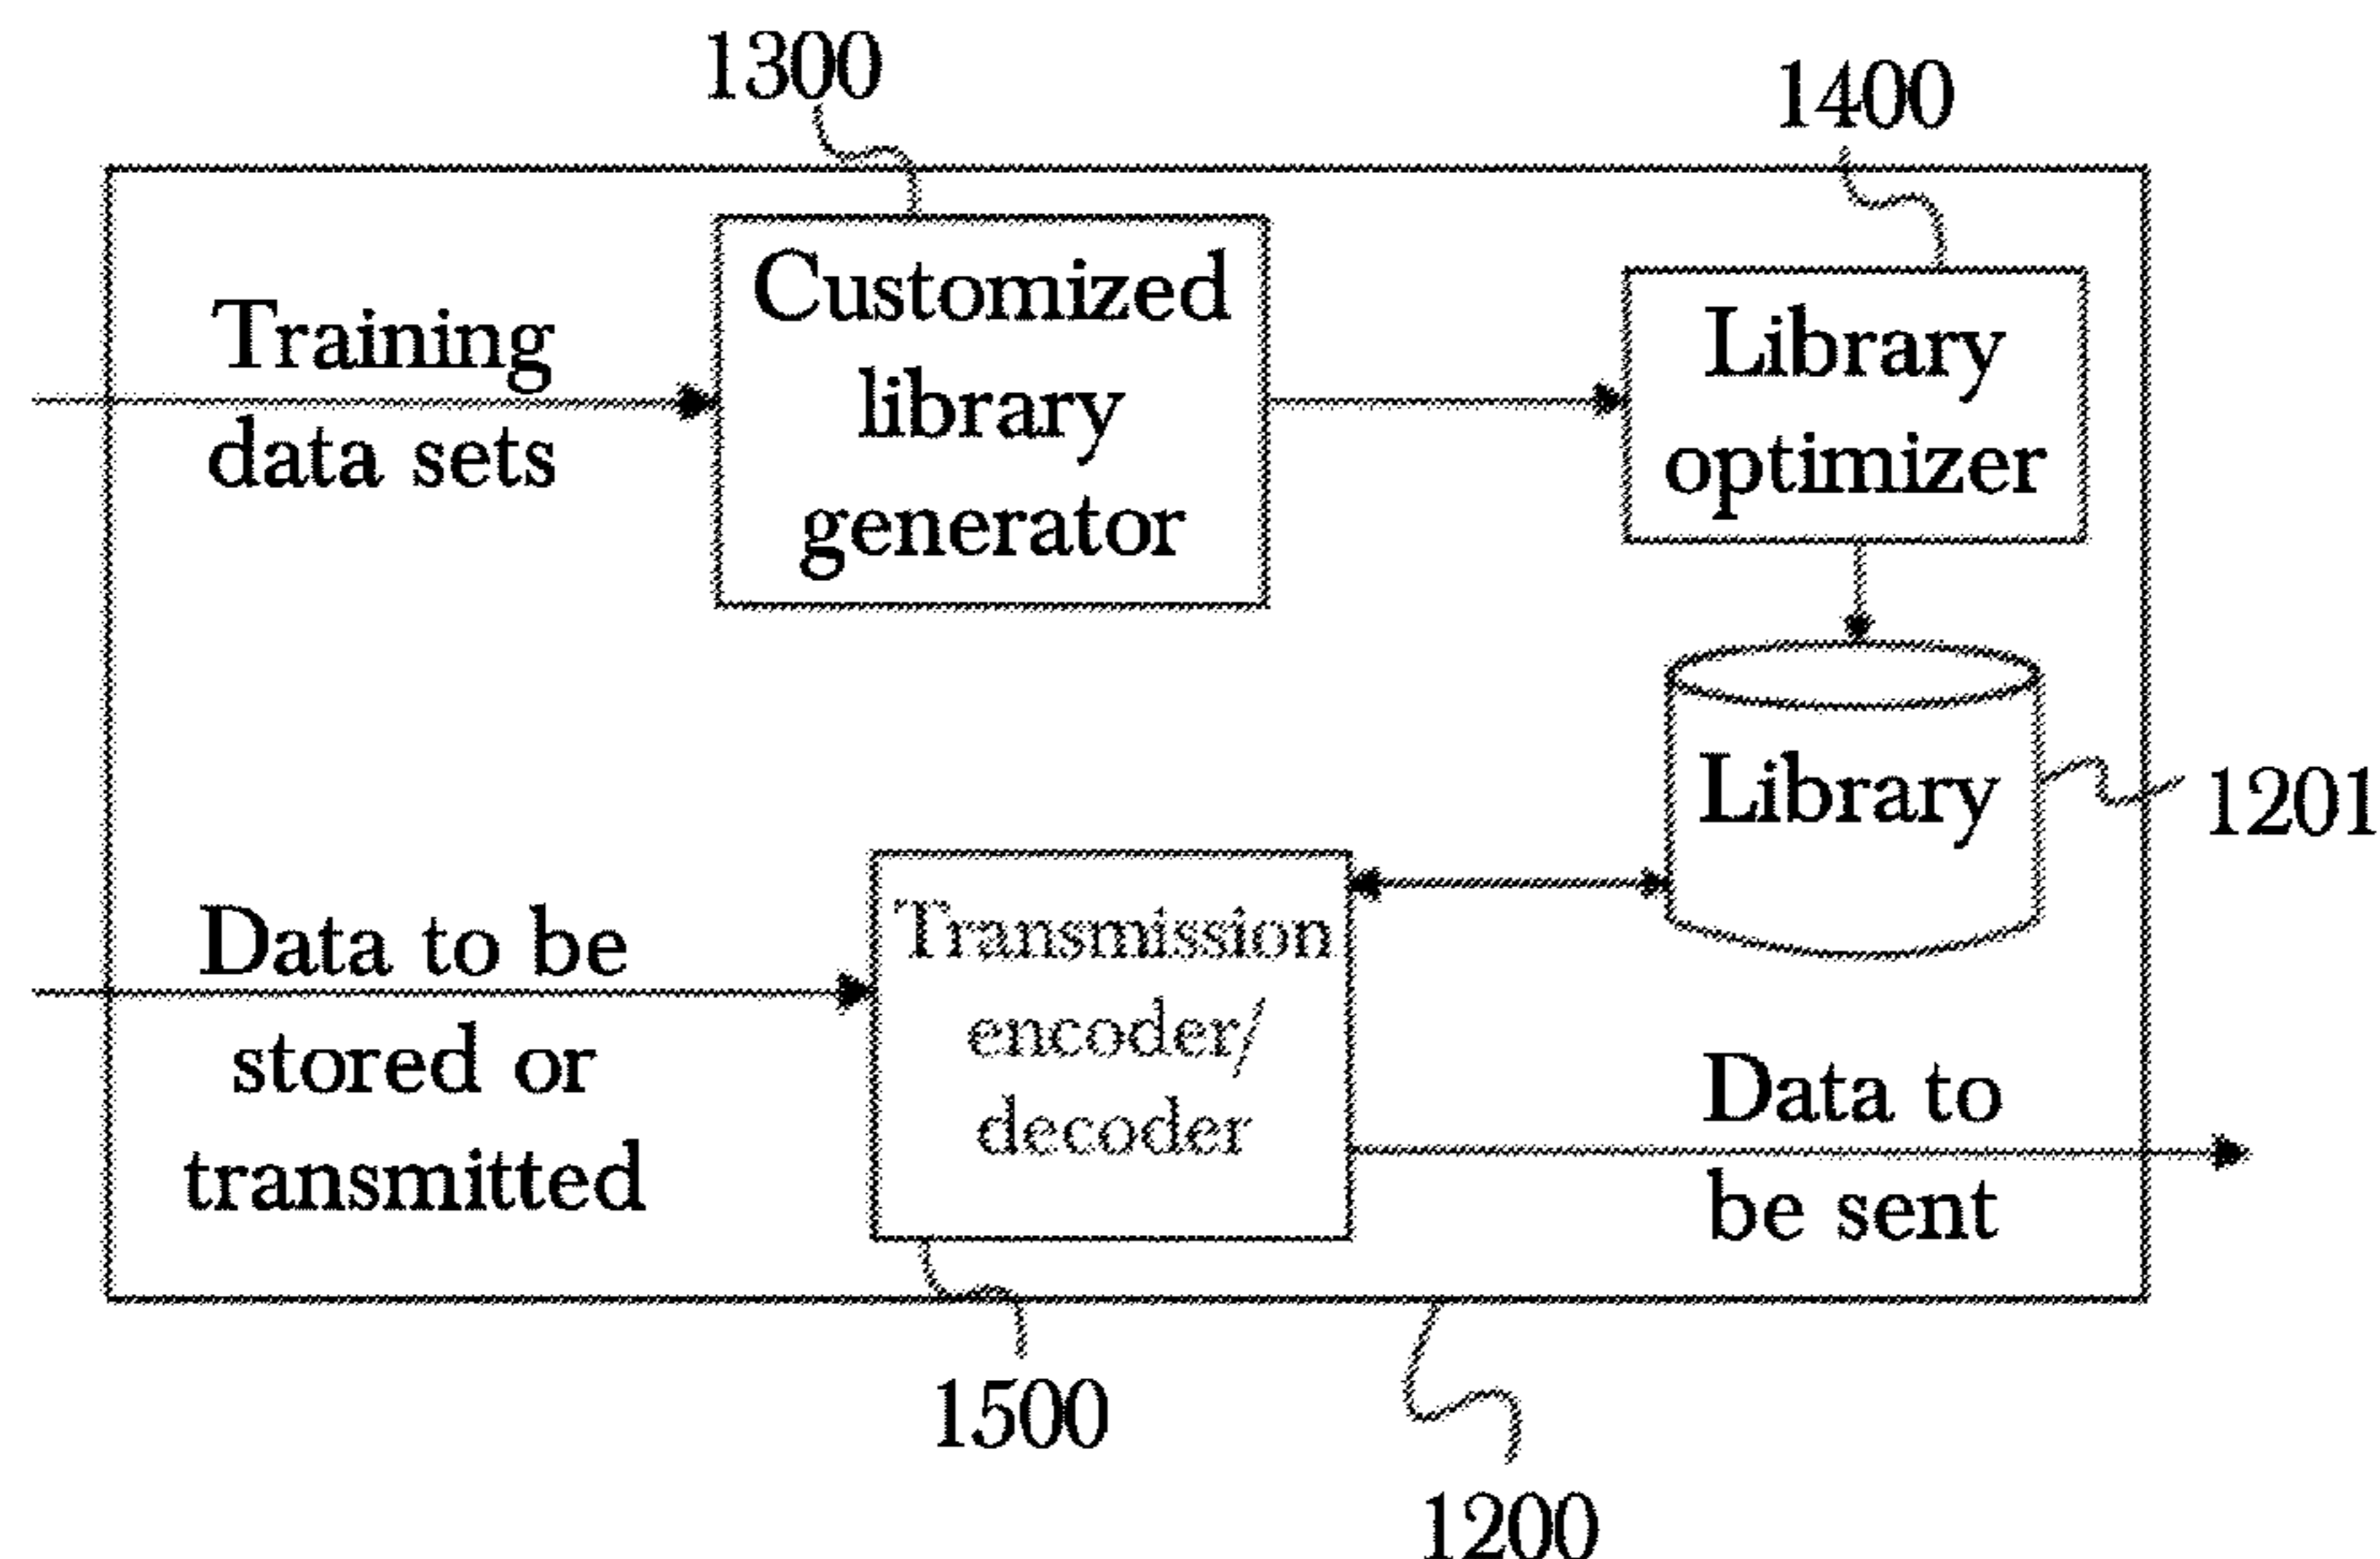 1300
1400
Training
data sets
Customized
library
generator
Library
optimizer
Library
1201
Data to be
stored or
transmitted
Transmission
encoder/
decoder
Data to
be sent
1500
1200